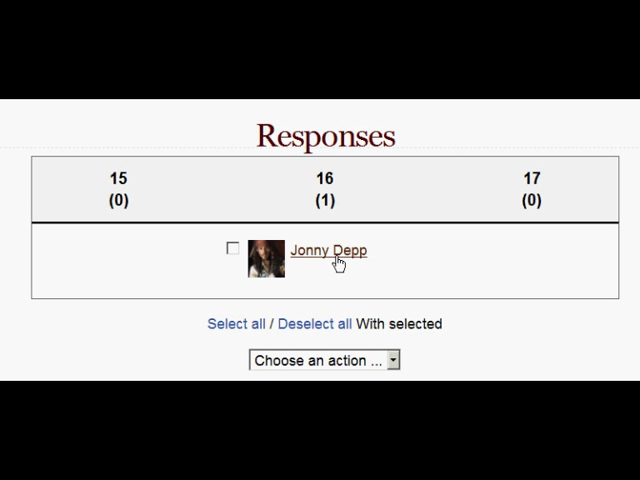 Responses
15 16 17
(0) (1) (0)
Jonny Depp
Select all / Deselect all With selected
Choose an action ...